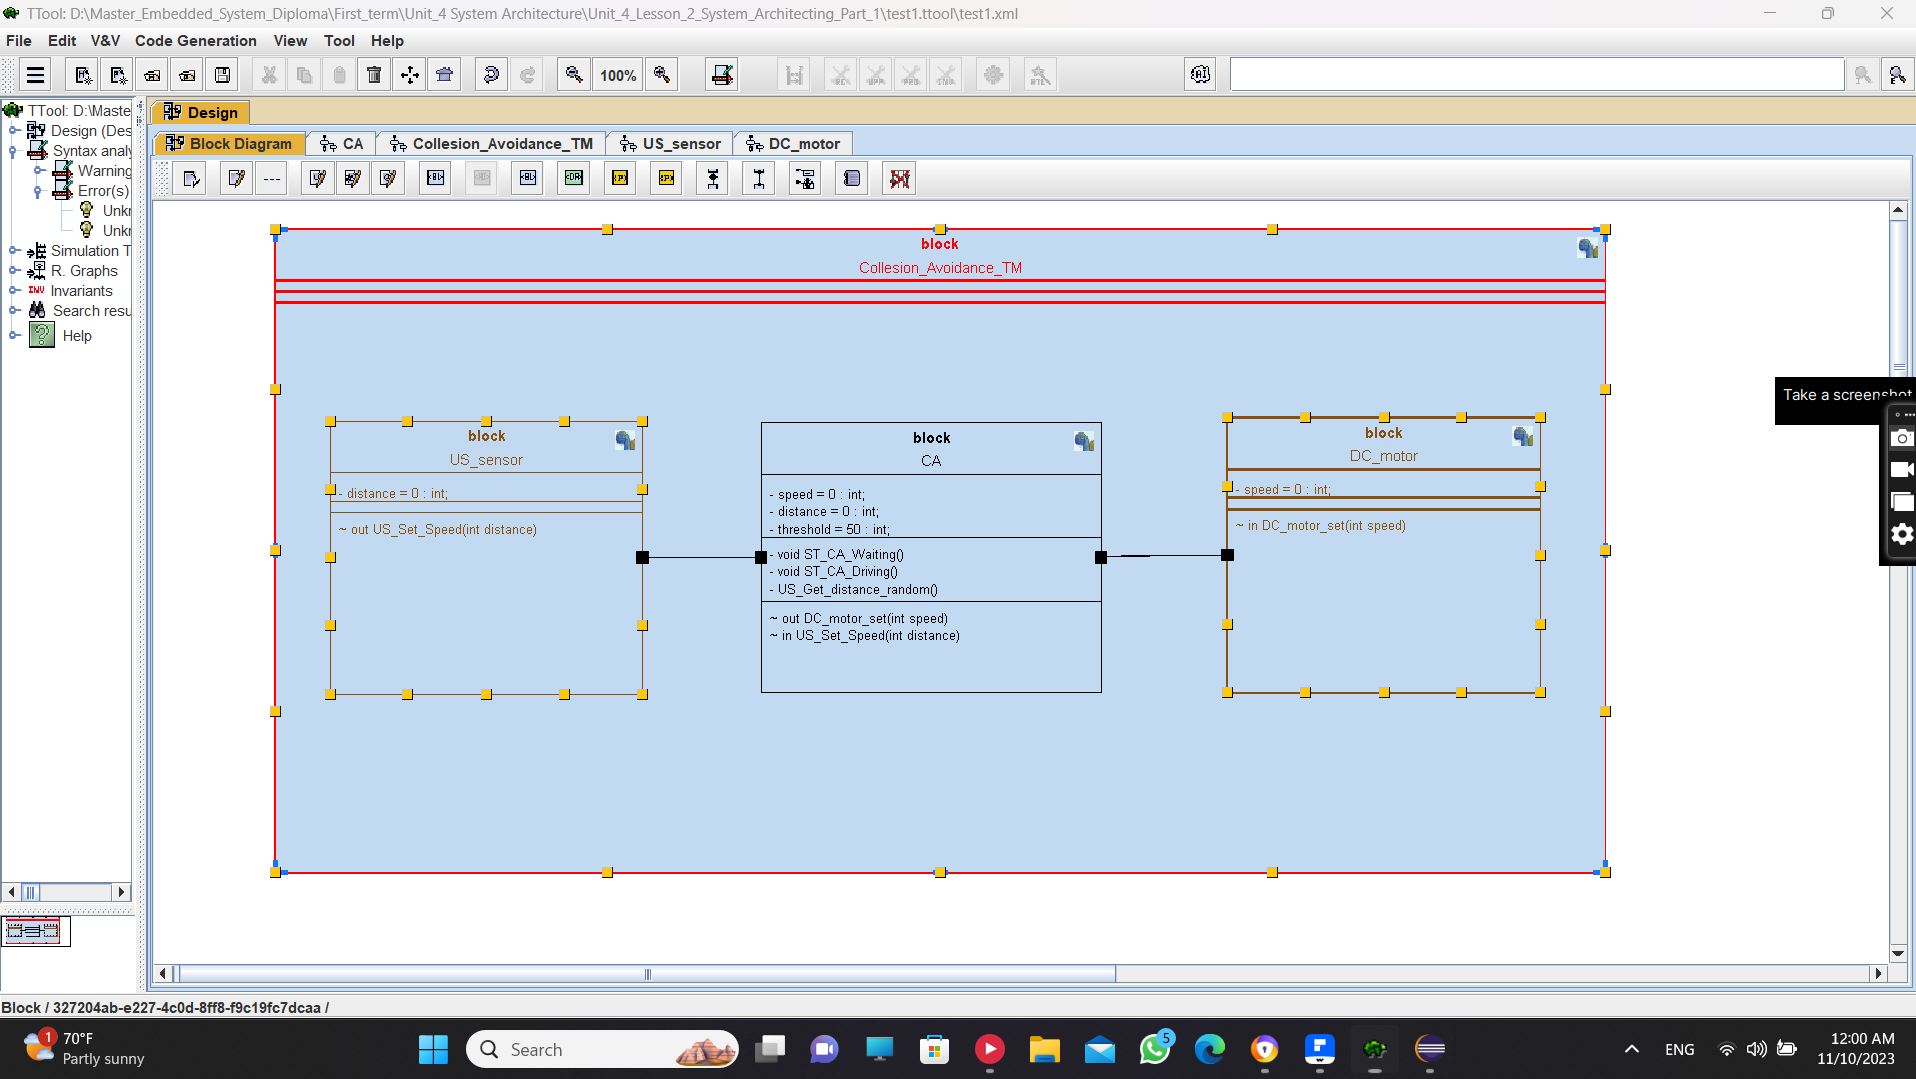 TTool: D:\Master_Embedded_System_Diploma\First_term\Unit_4 System Architecture\Unit_4_Lesson_2_System_Architecting_Part_1\test1.ttool\test1.xml
File Edit V&V Code Generation View Tool Help
100%
TTool: D:\Maste
Design (Des
Syntax analy
Warning
Error(s)
Unkr
Unkr
Simulation T
R. Graphs
Invariants
Search resu
Help
Design
Block Diagram CA Collesion_Avoidance_TM US_sensor DC_motor
block
Collesion_Avoidance_TM
block
US_sensor
- distance = 0 : int;
~ out US_Set_Speed(int distance)
block
CA
- speed = 0 : int;
- distance = 0 : int;
- threshold = 50 : int;
- void ST_CA_Waiting()
- void ST_CA_Driving()
- US_Get_distance_random()
~ out DC_motor_set(int speed)
~ in US_Set_Speed(int distance)
block
DC_motor
- speed = 0 : int;
~ in DC_motor_set(int speed)
Take a screenshot
Block / 327204ab-e227-4c0d-8ff8-f9c19fc7dcaa /
1
70°F
Partly sunny
Search
5
ENG
12:00 AM
11/10/2023